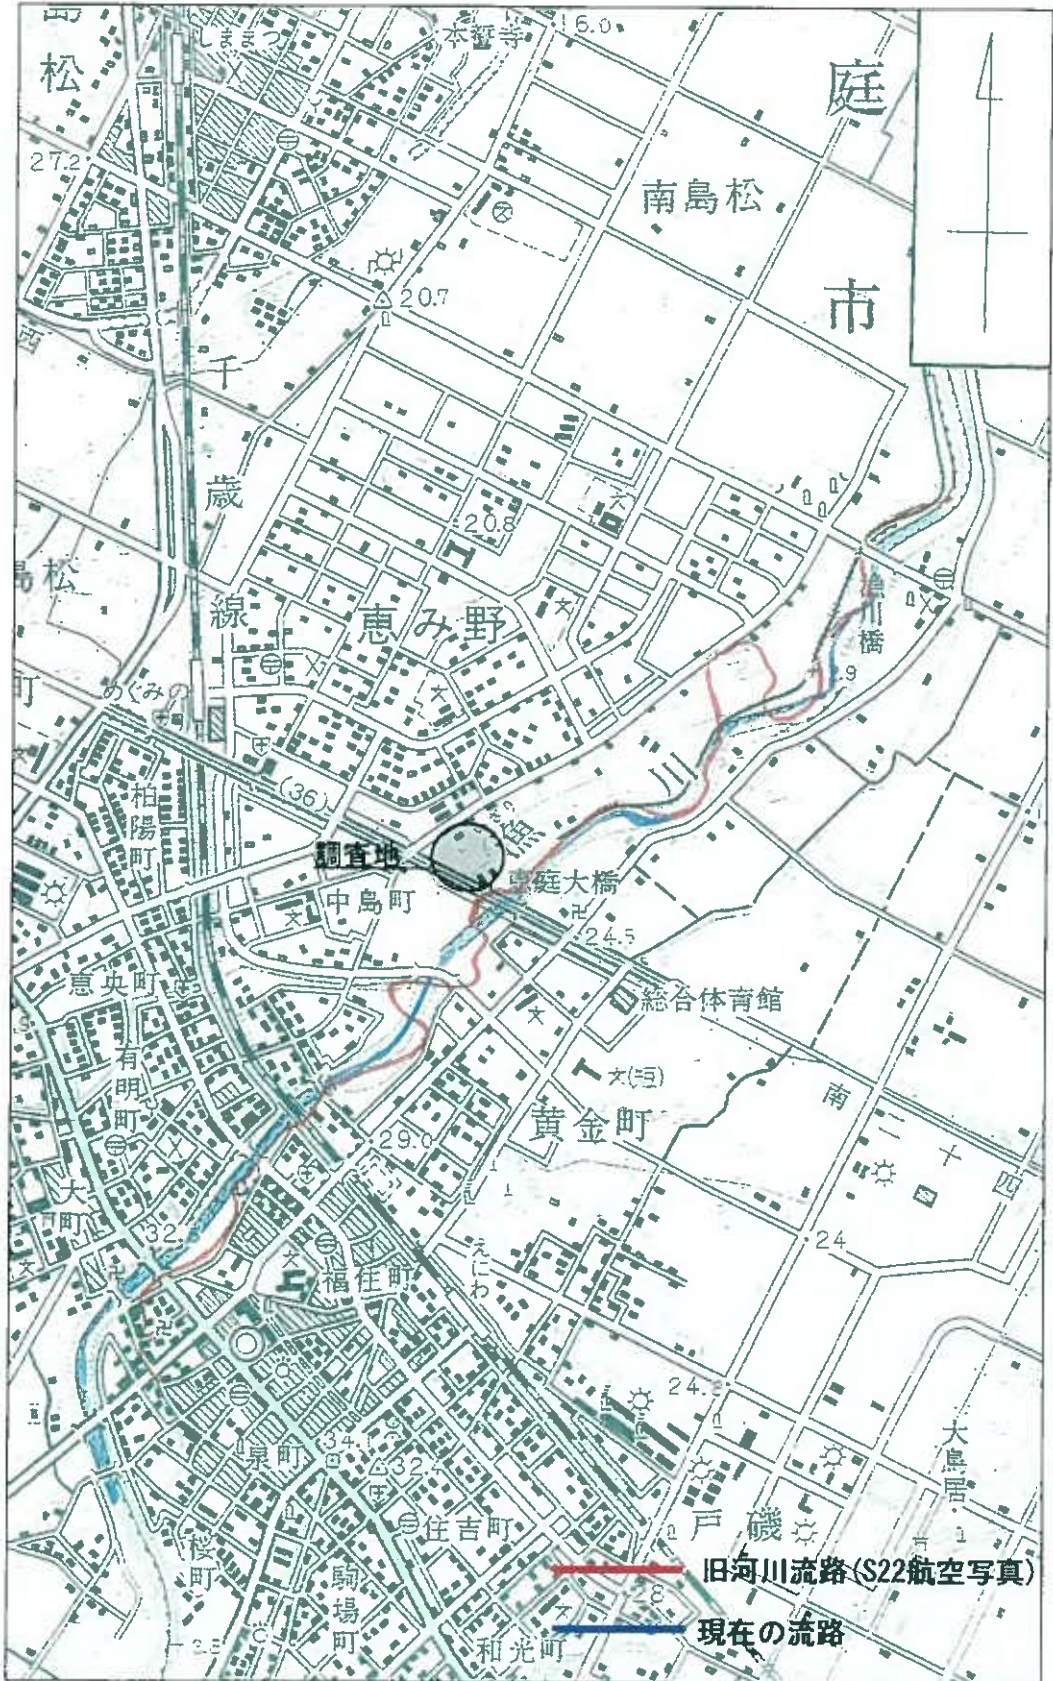 島
松
しままつ
本誓寺
16.0
庭
市
27.2
南島松
20.7
西
千
歳
線
島松
20.8
恵み野
漁川橋
めぐみの
町
(36)
柏陽町
調査地
漁
中島町
恵庭大橋
24.5
恵央町
総合体育館
有明町
黄金町
南
二
十
四
29.0
大町
32.
24
えにわ
福住町
24.8
泉町
34.1
32.
大鳥居
住吉町
戸磯
桜町
駒場町
28
和光町
旧河川流路(S22航空写真)
現在の流路